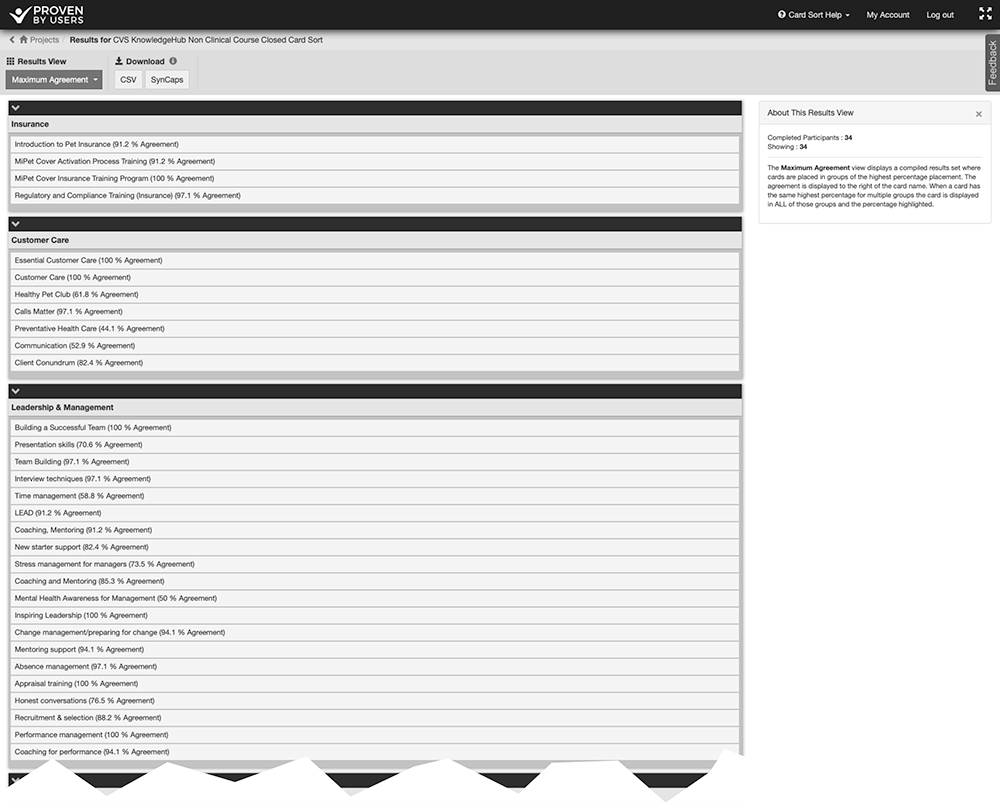 PROVEN
BY USERS
Card Sort Help
My Account
Log out
Projects / Results for CVS KnowledgeHub Non Clinical Course Closed Card Sort
Feedback
Results View
Download
Maximum Agreement
CSV
SynCaps
Insurance
Introduction to Pet Insurance (91.2 % Agreement)
MiPet Cover Activation Process Training (91.2 % Agreement)
MiPet Cover Insurance Training Program (100 % Agreement)
Regulatory and Compliance Training (Insurance) (97.1 % Agreement)
Customer Care
Essential Customer Care (100 % Agreement)
Customer Care (100 % Agreement)
Healthy Pet Club (61.8 % Agreement)
Calls Matter (97.1 % Agreement)
Preventative Health Care (44.1 % Agreement)
Communication (52.9 % Agreement)
Client Conundrum (82.4 % Agreement)
Leadership & Management
Building a Successful Team (100 % Agreement)
Presentation skills (70.6 % Agreement)
Team Building (97.1 % Agreement)
Interview techniques (97.1 % Agreement)
Time management (58.8 % Agreement)
LEAD (91.2 % Agreement)
Coaching, Mentoring (91.2 % Agreement)
New starter support (82.4 % Agreement)
Stress management for managers (73.5 % Agreement)
Coaching and Mentoring (85.3 % Agreement)
Mental Health Awareness for Management (50 % Agreement)
Inspiring Leadership (100 % Agreement)
Change management/preparing for change (94.1 % Agreement)
Mentoring support (94.1 % Agreement)
Absence management (97.1 % Agreement)
Appraisal training (100 % Agreement)
Honest conversations (76.5 % Agreement)
Recruitment & selection (88.2 % Agreement)
Performance management (100 % Agreement)
Coaching for performance (94.1 % Agreement)
About This Results View
×
Completed Participants : 34
Showing : 34
The Maximum Agreement view displays a compiled results set where
cards are placed in groups of the highest percentage placement. The
agreement is displayed to the right of the card name. When a card has
the same highest percentage for multiple groups the card is displayed
in ALL of those groups and the percentage highlighted.